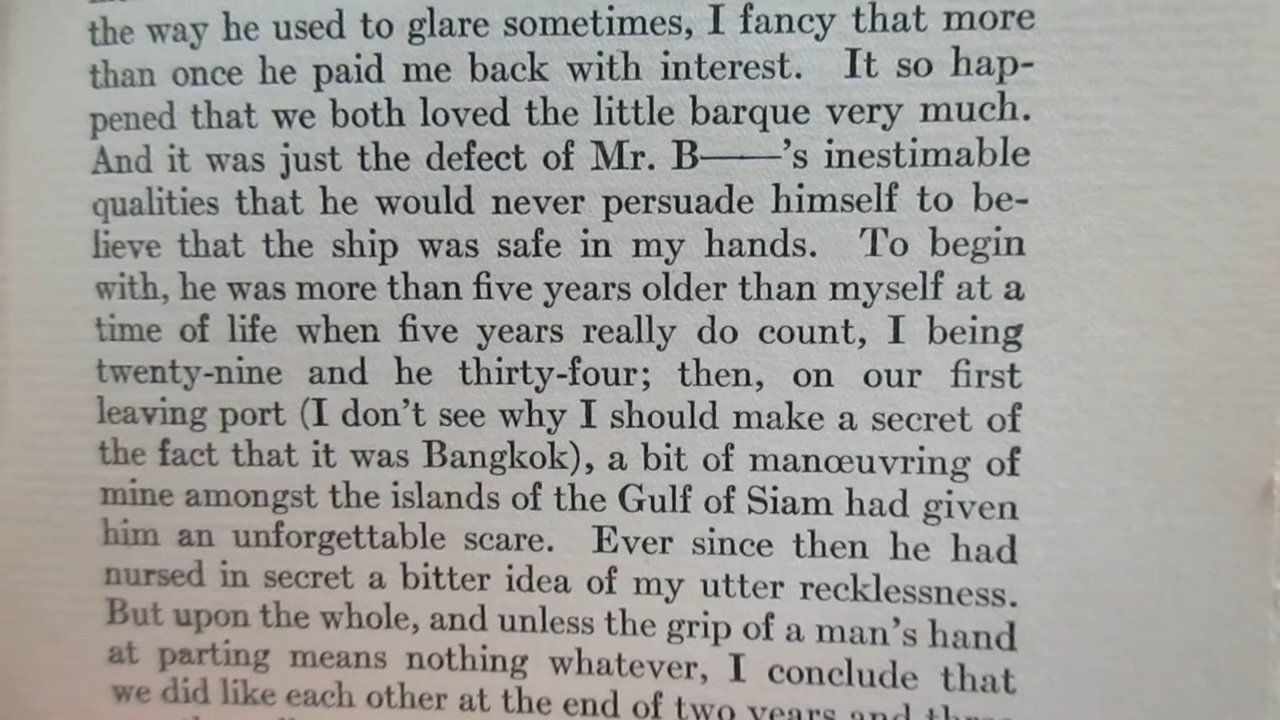 the way he used to glare sometimes, I fancy that more
than once he paid me back with interest. It so hap-
pened that we both loved the little barque very much.
And it was just the defect of Mr. B——'s inestimable
qualities that he would never persuade himself to be-
lieve that the ship was safe in my hands. To begin
with, he was more than five years older than myself at a
time of life when five years really do count, I being
twenty-nine and he thirty-four; then, on our first
leaving port (I don't see why I should make a secret of
the fact that it was Bangkok), a bit of manœuvring of
mine amongst the islands of the Gulf of Siam had given
him an unforgettable scare. Ever since then he had
nursed in secret a bitter idea of my utter recklessness.
But upon the whole, and unless the grip of a man's hand
at parting means nothing whatever, I conclude that
we did like each other at the end of two years and three